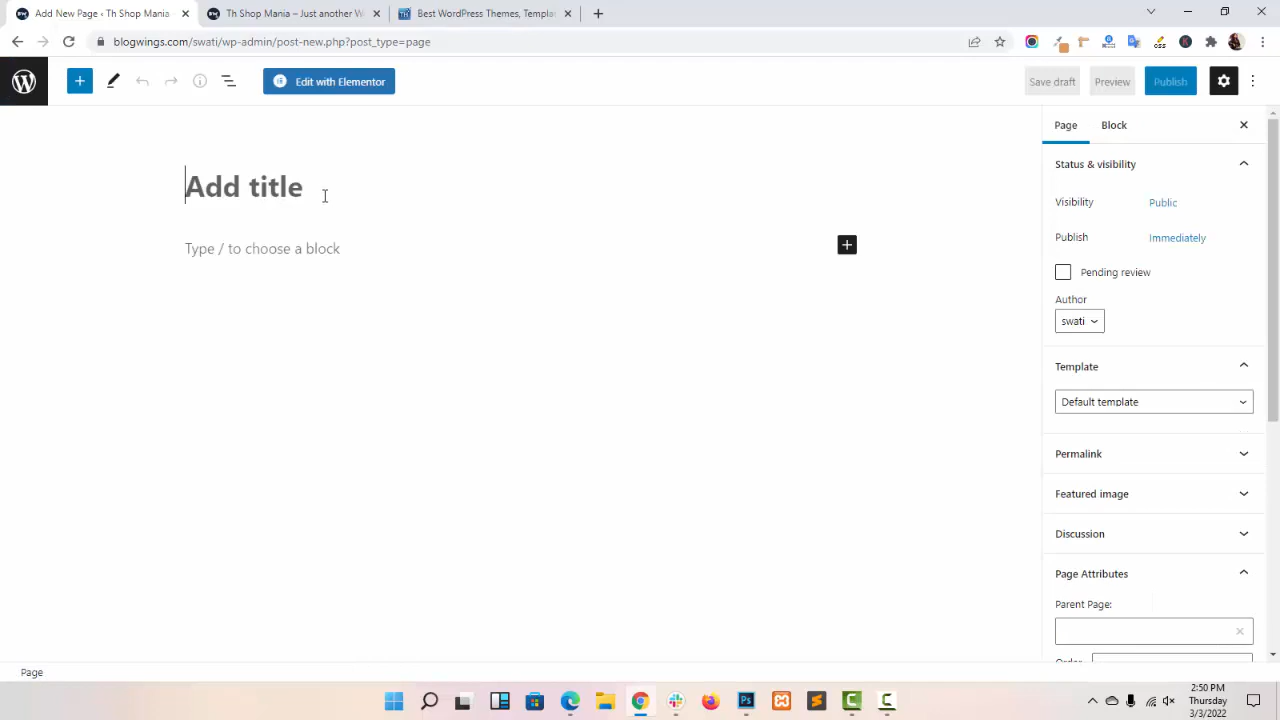 Add New Page ‹ Th Shop Mania
Th Shop Mania – Just another W
Best WordPress Themes, Templat
blogwings.com/swati/wp-admin/post-new.php?post_type=page
Edit with Elementor
Save draft
Preview
Publish
Page
Block
Add title
Type / to choose a block
Status & visibility
Visibility
Public
Publish
Immediately
Pending review
Author
swati
Template
Default template
Permalink
Featured image
Discussion
Page Attributes
Parent Page:
Order
Page
2:50 PM
Thursday
3/3/2022